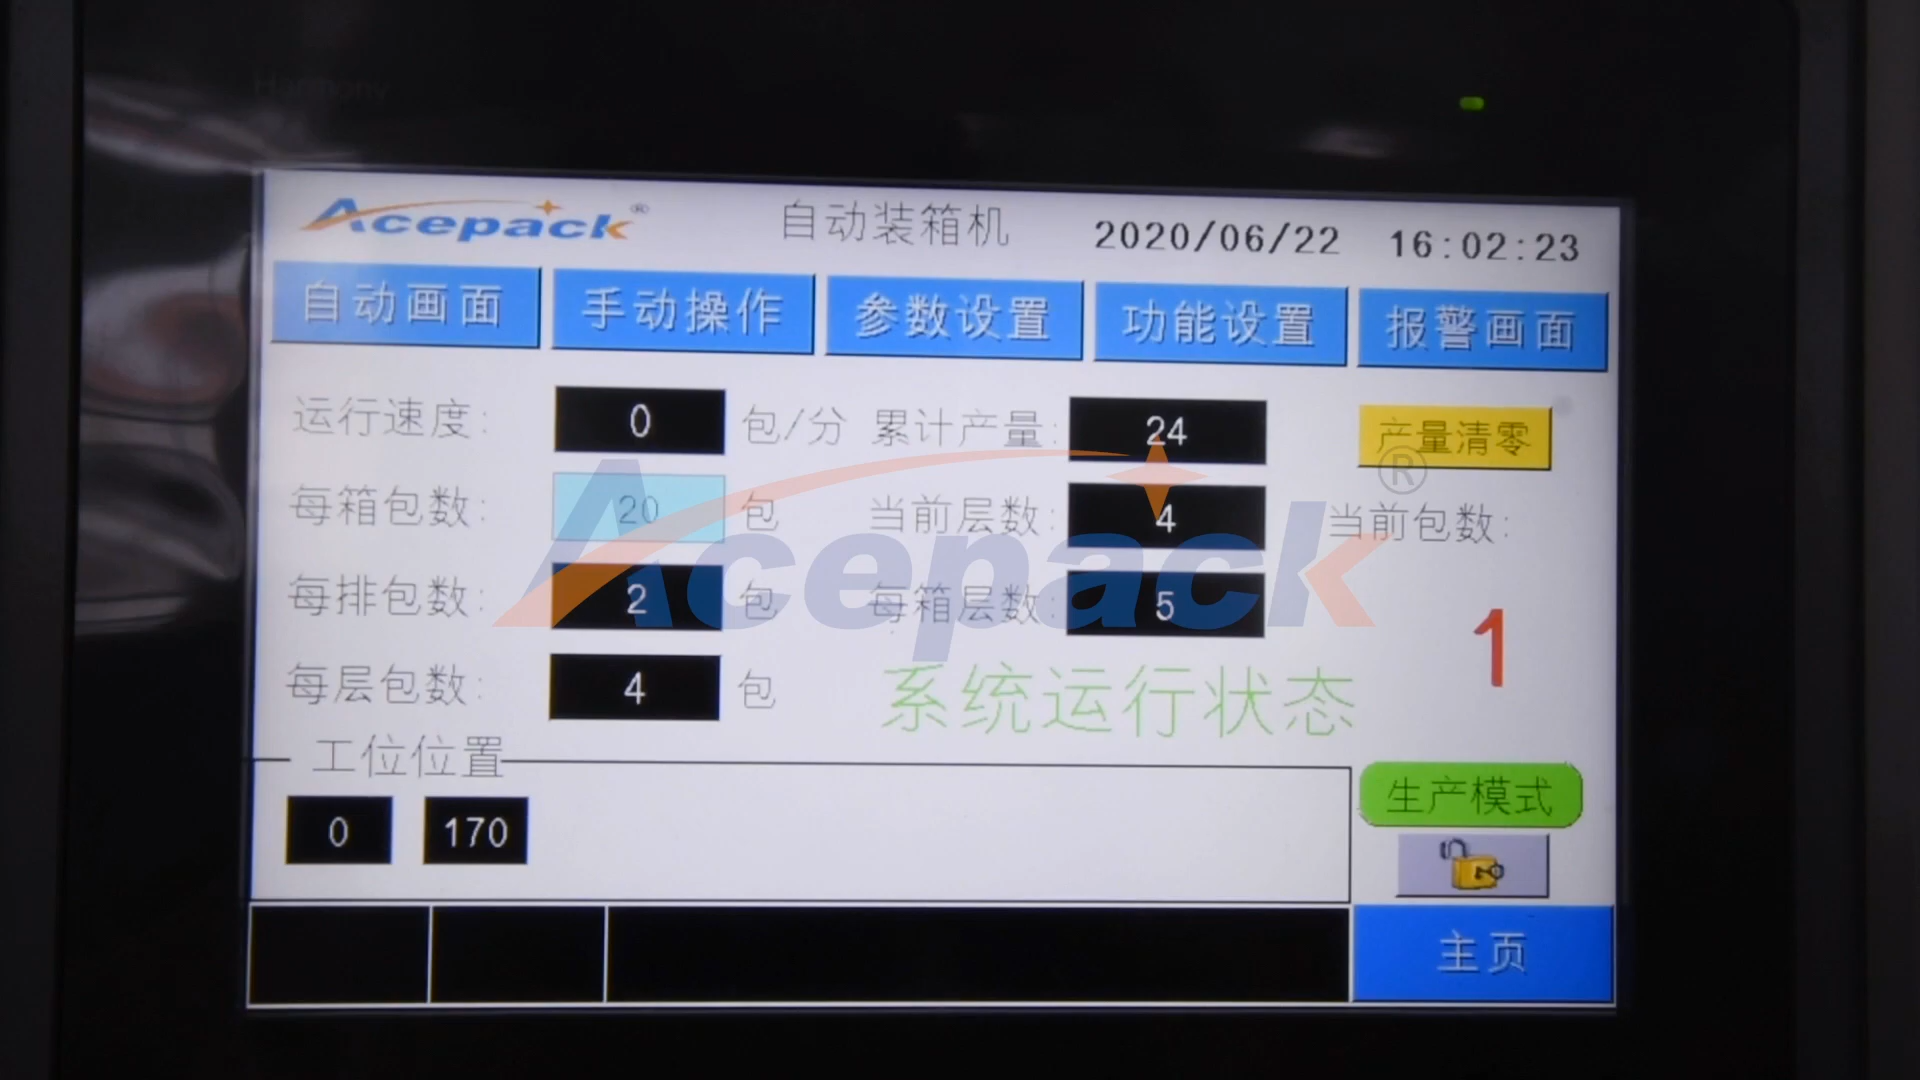 Harmony
Acepack® 自动装箱机 2020/06/22 16:02:23
自动画面 手动操作 参数设置 功能设置 报警画面
运行速度: 0 包/分 累计产量: 24 产量清零
每箱包数: 20 包 当前层数: 4 当前包数:
每排包数: 2 包 每箱层数: 5 1
每层包数: 4 包 系统运行状态
工位位置
0 170
生产模式
主页
Acepack®